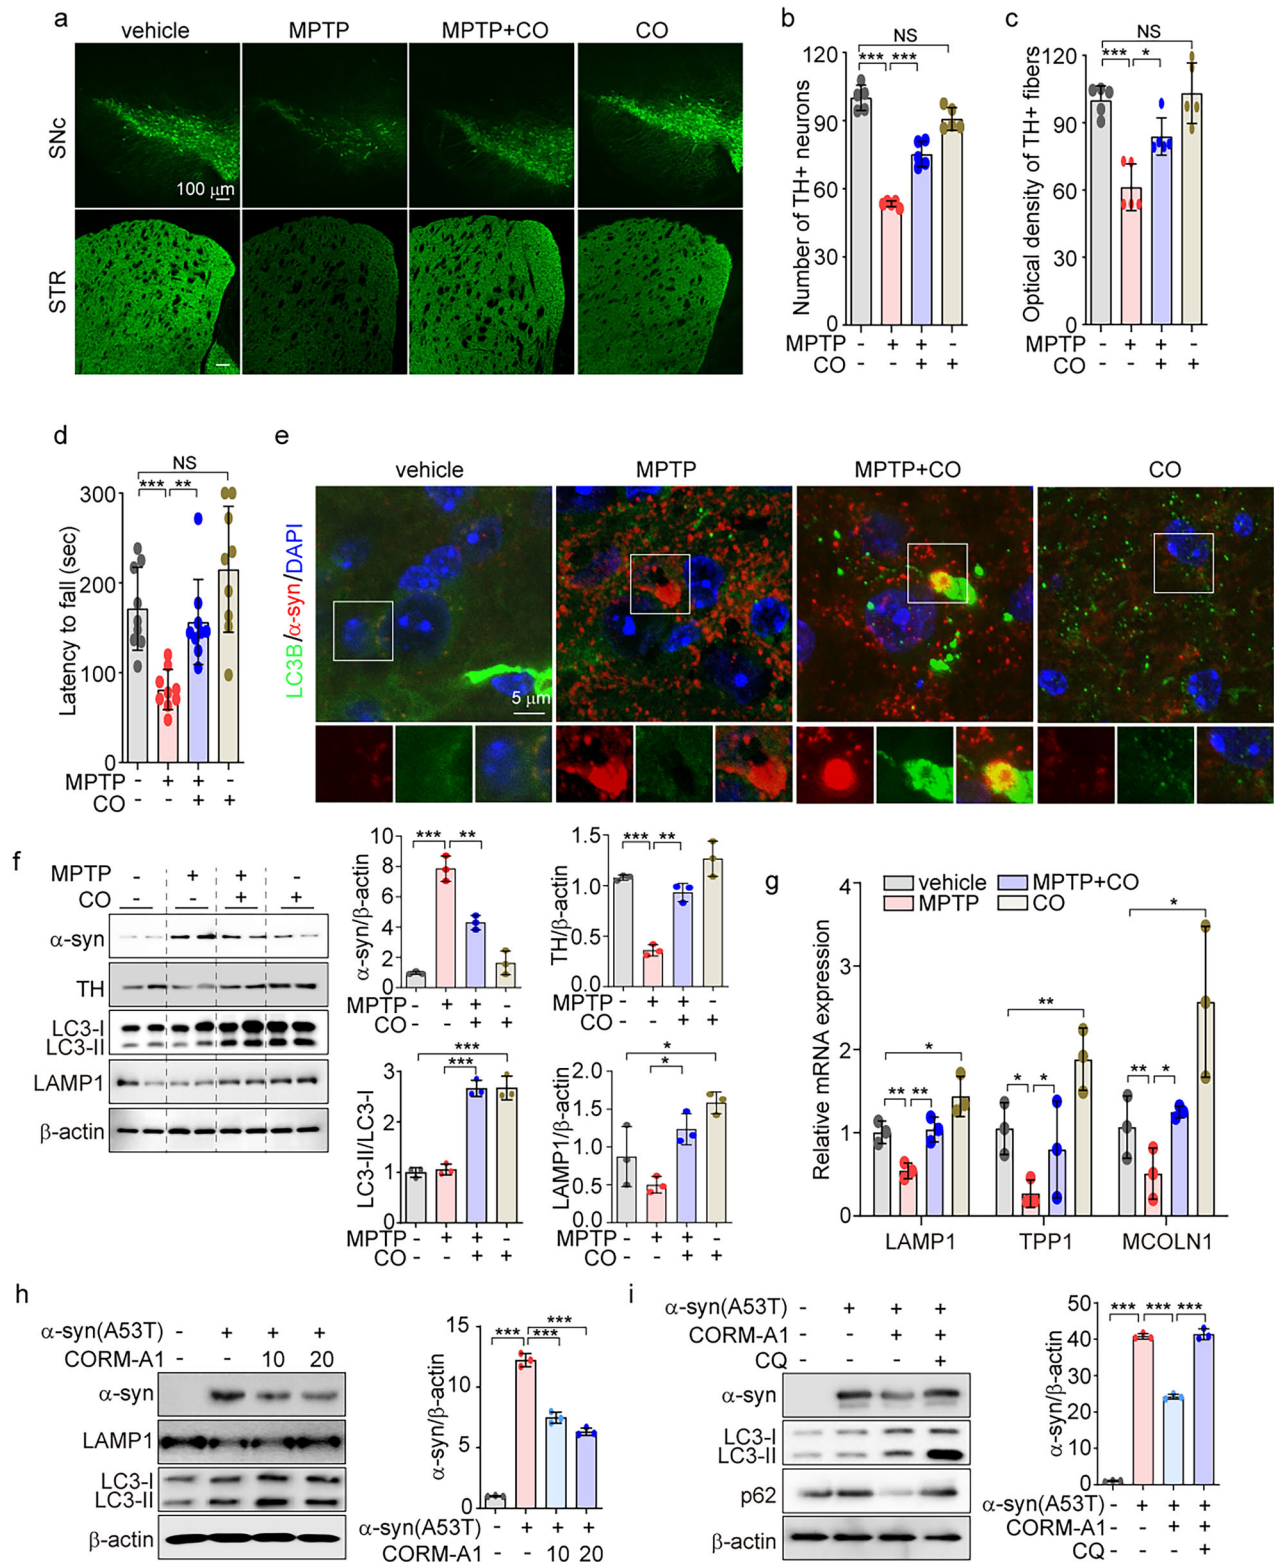 a
vehicle MPTP MPTP+CO CO
SNc
100 μm
STR
b
NS
*** ***
Number of TH+ neurons
120
90
60
30
0
MPTP - + + -
CO - - + +
c
NS
*** *
Optical density of TH+ fibers
120
90
60
30
0
MPTP - + + -
CO - - + +
d
NS
*** **
Latency to fall (sec)
300
200
100
0
MPTP - + + -
CO - - + +
e
vehicle MPTP MPTP+CO CO
LC3B/α-syn/DAPI
5 μm
f
MPTP - + + -
CO - - + +
α-syn
TH
LC3-I
LC3-II
LAMP1
β-actin
*** **
α-syn/β-actin
10
8
6
4
2
0
MPTP - + + -
CO - - + +
*** **
TH/β-actin
1.5
1.0
0.5
0.0
MPTP - + + -
CO - - + +
***
***
LC3-II/LC3-I
3
2
1
0
MPTP - + + -
CO - - + +
*
*
LAMP1/β-actin
2.0
1.5
1.0
0.5
0.0
MPTP - + + -
CO - - + +
g
vehicle MPTP+CO
MPTP CO
Relative mRNA expression
4
3
2
1
0
*
** **
**
* *
*
** *
LAMP1 TPP1 MCOLN1
h
α-syn(A53T) - + + +
CORM-A1 - - 10 20
α-syn
LAMP1
LC3-I
LC3-II
β-actin
***
*** ***
α-syn/β-actin
15
10
5
0
α-syn(A53T) - + + +
CORM-A1 - - 10 20
i
α-syn(A53T) - + + +
CORM-A1 - - + +
CQ - - - +
α-syn
LC3-I
LC3-II
p62
β-actin
*** *** ***
α-syn/β-actin
50
40
30
20
10
0
α-syn(A53T) - + + +
CORM-A1 - - + +
CQ - - - +